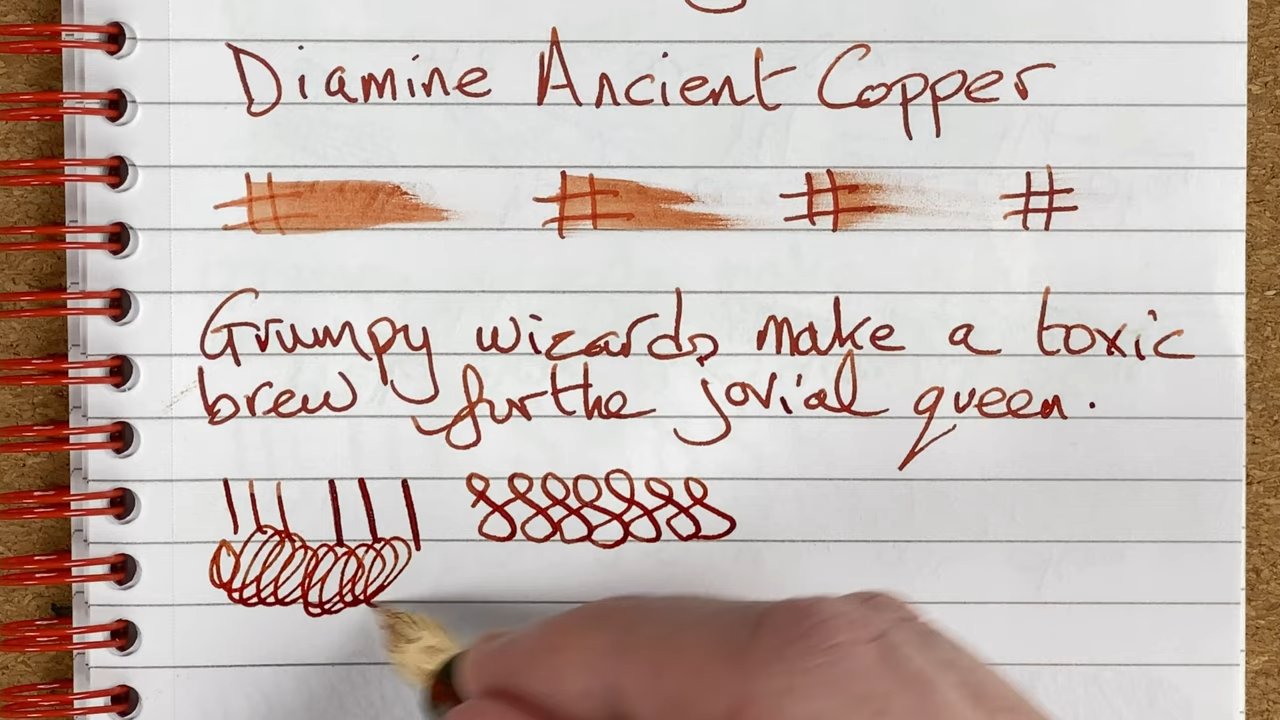 Diamine Ancient Copper
# # # #
Grumpy wizards make a toxic
brew for the jovial queen.